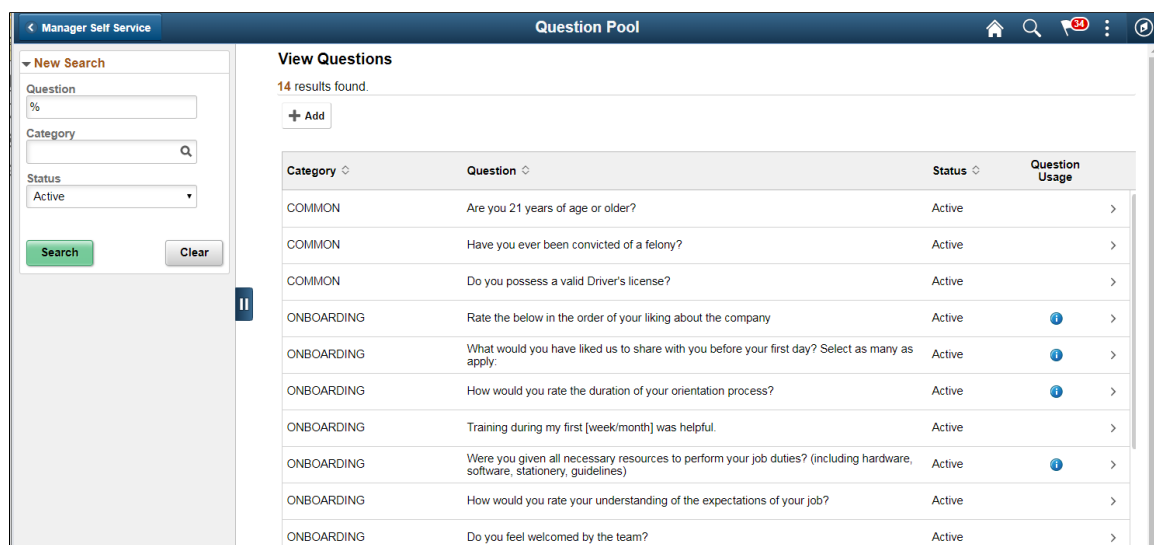 Manager Self Service
Question Pool
34
New Search
Question
%
Category
Status
Active
Search
Clear
View Questions
14 results found.
Add
Category
Question
Status
Question
Usage
COMMON
Are you 21 years of age or older?
Active
COMMON
Have you ever been convicted of a felony?
Active
COMMON
Do you possess a valid Driver's license?
Active
ONBOARDING
Rate the below in the order of your liking about the company
Active
ONBOARDING
What would you have liked us to share with you before your first day? Select as many as
apply:
Active
ONBOARDING
How would you rate the duration of your orientation process?
Active
ONBOARDING
Training during my first [week/month] was helpful.
Active
ONBOARDING
Were you given all necessary resources to perform your job duties? (including hardware,
software, stationery, guidelines)
Active
ONBOARDING
How would you rate your understanding of the expectations of your job?
Active
ONBOARDING
Do you feel welcomed by the team?
Active